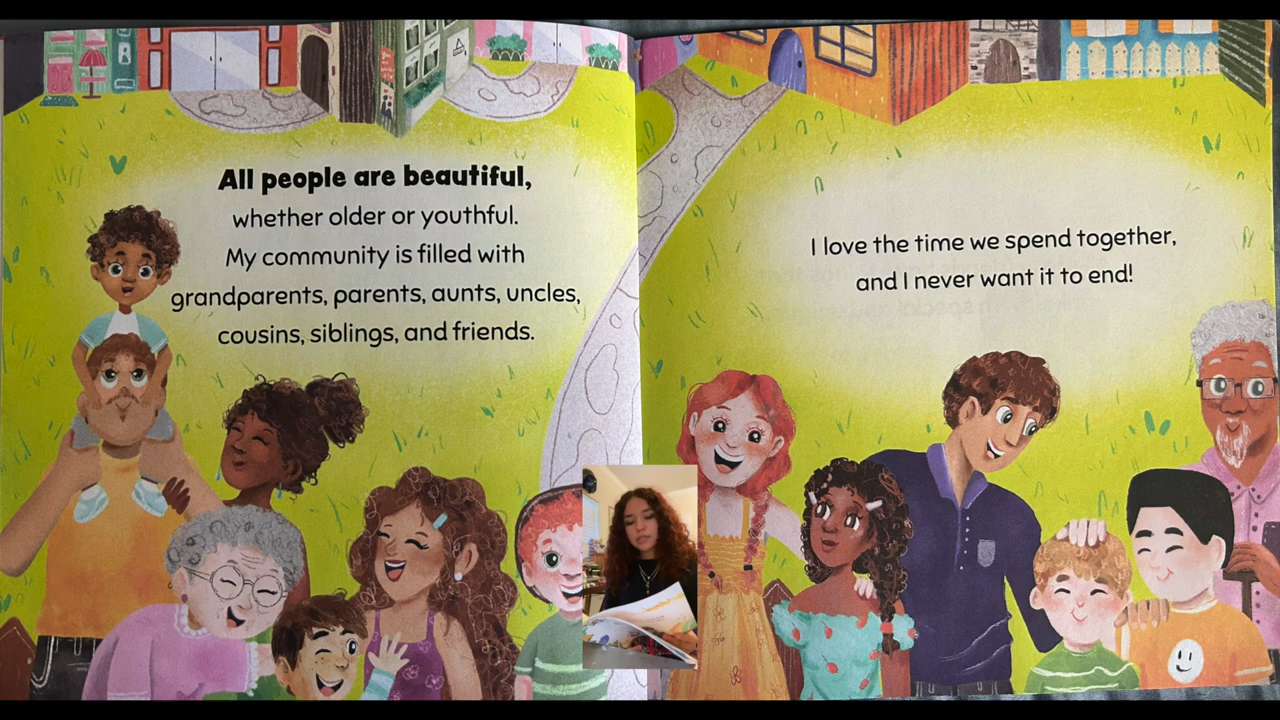 All people are beautiful,
whether older or youthful.
My community is filled with
grandparents, parents, aunts, uncles,
cousins, siblings, and friends.
I love the time we spend together,
and I never want it to end!